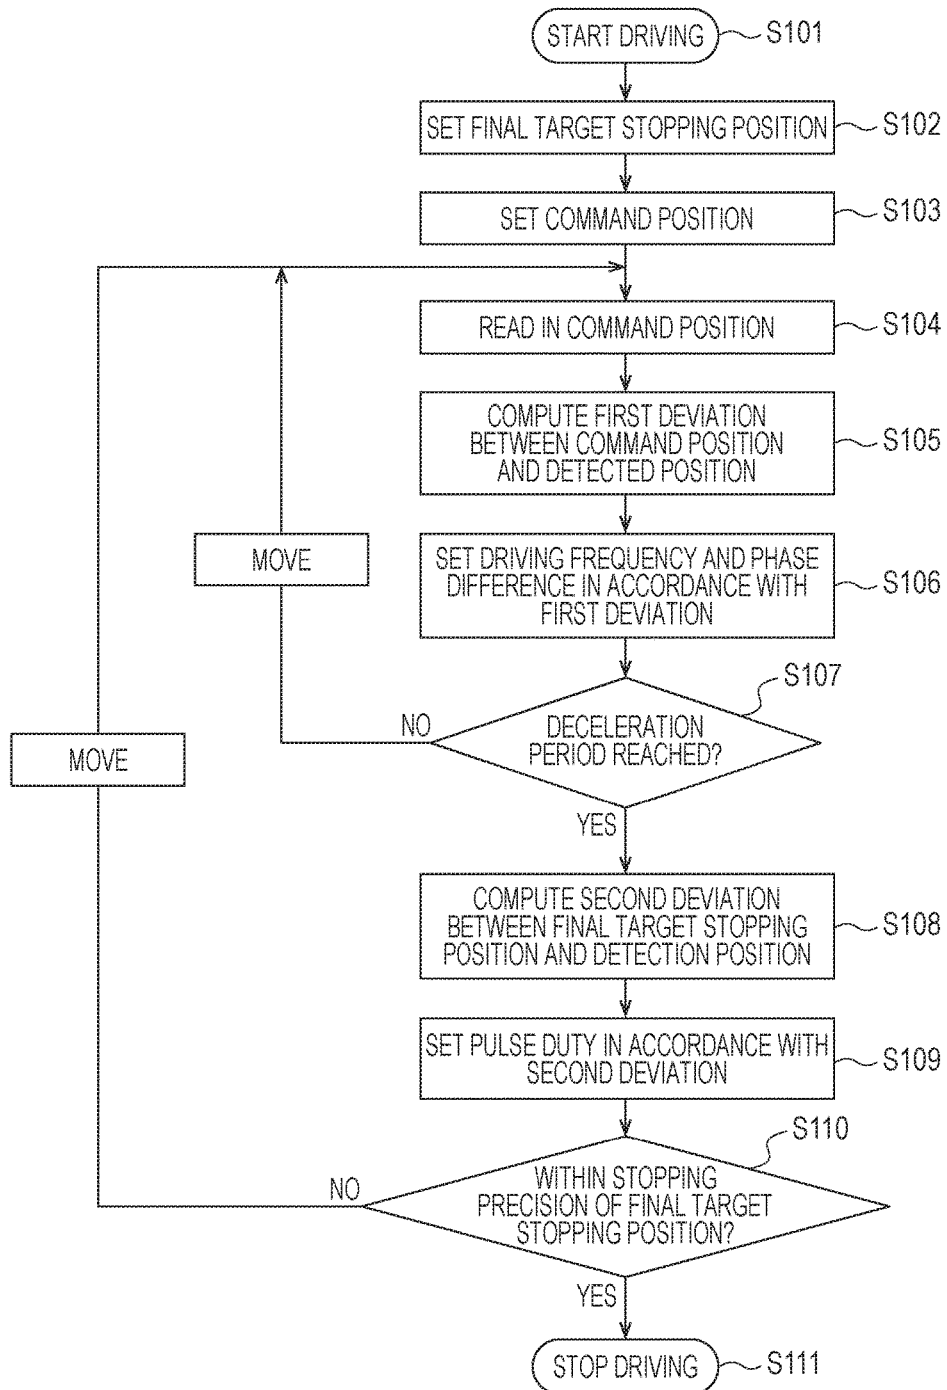 START DRIVING
S101
SET FINAL TARGET STOPPING POSITION
S102
SET COMMAND POSITION
S103
READ IN COMMAND POSITION
S104
COMPUTE FIRST DEVIATION
BETWEEN COMMAND POSITION
AND DETECTED POSITION
S105
MOVE
SET DRIVING FREQUENCY AND PHASE
DIFFERENCE IN ACCORDANCE WITH
FIRST DEVIATION
S106
S107
NO
DECELERATION
PERIOD REACHED?
MOVE
YES
COMPUTE SECOND DEVIATION
BETWEEN FINAL TARGET STOPPING
POSITION AND DETECTION POSITION
S108
SET PULSE DUTY IN ACCORDANCE WITH
SECOND DEVIATION
S109
S110
NO
WITHIN STOPPING
PRECISION OF FINAL TARGET
STOPPING POSITION?
YES
STOP DRIVING
S111